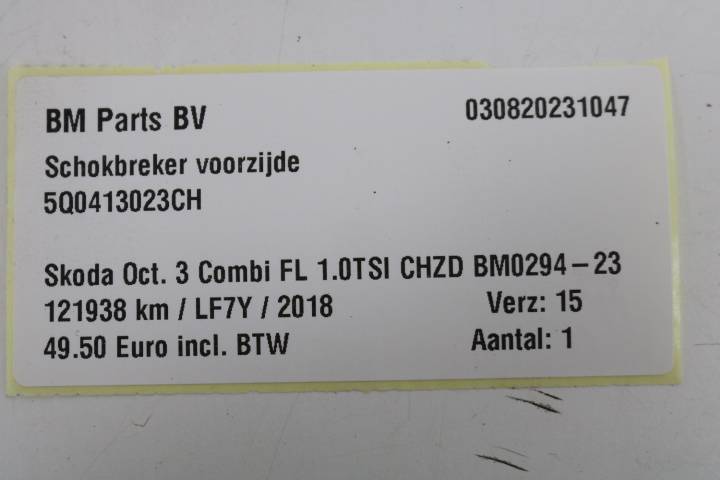 BM Parts BV 030820231047
Schokbreker voorzijde
5Q0413023CH
Skoda Oct. 3 Combi FL 1.0TSI CHZD BM0294-23
121938 km / LF7Y / 2018 Verz: 15
49.50 Euro incl. BTW Aantal: 1